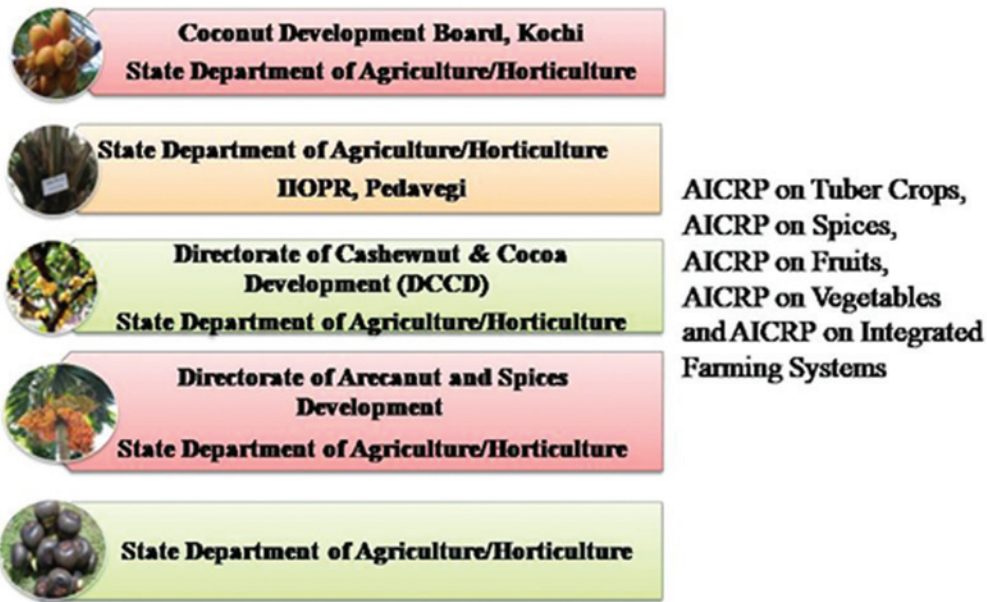 Coconut Development Board, Kochi
State Department of Agriculture/Horticulture
State Department of Agriculture/Horticulture
IIOPR, Pedavegi
Directorate of Cashewnut & Cocoa
Development (DCCD)
State Department of Agriculture/Horticulture
Directorate of Arecanut and Spices
Development
State Department of Agriculture/Horticulture
State Department of Agriculture/Horticulture
AICRP on Tuber Crops,
AICRP on Spices,
AICRP on Fruits,
AICRP on Vegetables
and AICRP on Integrated
Farming Systems